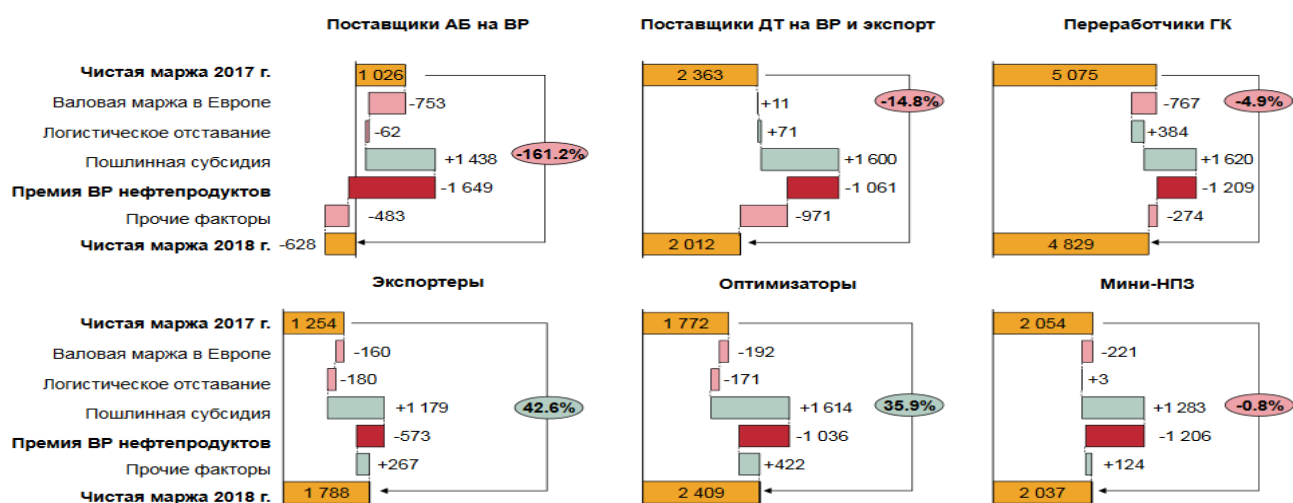 Поставщики АБ на ВР
Поставщики ДТ на ВР и экспорт
Переработчики ГК
Чистая маржа 2017 г.
1 026
2 363
5 075
Валовая маржа в Европе
-753
+11
-767
Логистическое отставание
-62
+71
+384
Пошлинная субсидия
+1 438
+1 600
+1 620
Премия ВР нефтепродуктов
-1 649
-1 061
-1 209
Прочие факторы
-483
-971
-274
Чистая маржа 2018 г.
-628
2 012
4 829
-161.2%
-14.8%
-4.9%
Экспортеры
Оптимизаторы
Мини-НПЗ
Чистая маржа 2017 г.
1 254
1 772
2 054
Валовая маржа в Европе
-160
-192
-221
Логистическое отставание
-180
-171
+3
Пошлинная субсидия
+1 179
+1 614
+1 283
Премия ВР нефтепродуктов
-573
-1 036
-1 206
Прочие факторы
+267
+422
+124
Чистая маржа 2018 г.
1 788
2 409
2 037
42.6%
35.9%
-0.8%